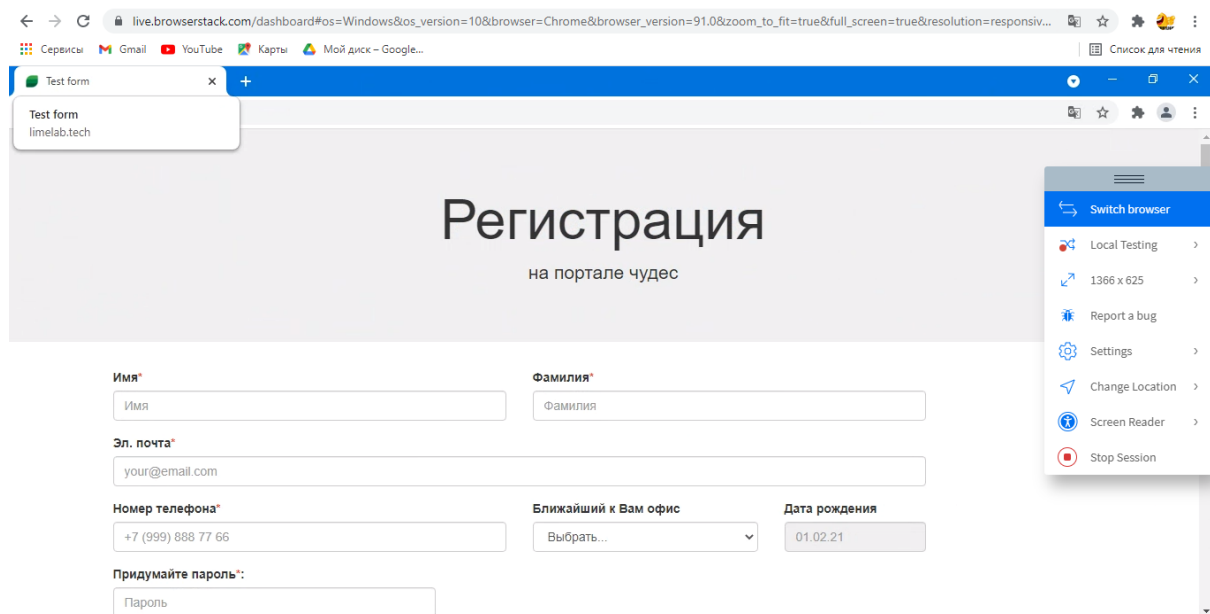 live.browserstack.com/dashboard#os=Windows&os_version=10&browser=Chrome&browser_version=91.0&zoom_to_fit=true&full_screen=true&resolution=responsiv...
Сервисы Gmail YouTube Карты Мой диск – Google... Список для чтения
Test form
Test form
limelab.tech
Регистрация
на портале чудес
Switch browser
Local Testing
1366 x 625
Report a bug
Settings
Change Location
Screen Reader
Stop Session
Имя* Фамилия*
Имя Фамилия
Эл. почта*
your@email.com
Номер телефона* Ближайший к Вам офис Дата рождения
+7 (999) 888 77 66 Выбрать... 01.02.21
Придумайте пароль*:
Пароль